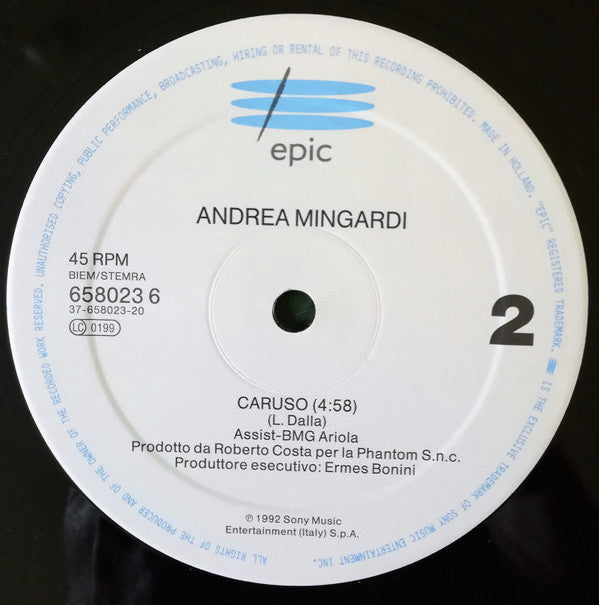 epic
ANDREA MINGARDI
45 RPM
BIEM/STEMRA
658023 6
37-658023-20
LC 0199
2
CARUSO (4:58)
(L. Dalla)
Assist-BMG Ariola
Prodotto da Roberto Costa per la Phantom S.n.c.
Produttore esecutivo: Ermes Bonini
℗ 1992 Sony Music
Entertainment (Italy) S.p.A.
ALL RIGHTS OF THE PRODUCER AND OF THE OWNER OF THE RECORDED WORK RESERVED. UNAUTHORISED COPYING, PUBLIC PERFORMANCE, BROADCASTING, HIRING OR RENTAL OF THIS RECORDING PROHIBITED. MADE IN HOLLAND. "EPIC" REGISTERED TRADEMARK. IS THE EXCLUSIVE TRADEMARK OF SONY MUSIC ENTERTAINMENT INC.